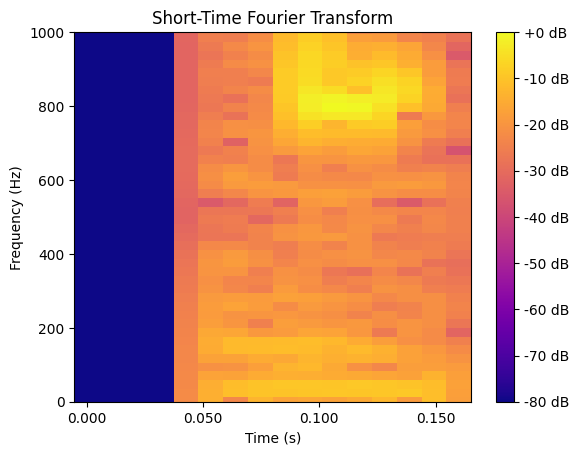 Short-Time Fourier Transform
1000
800
600
400
200
0
Frequency (Hz)
0.000
0.050
0.100
0.150
Time (s)
+0 dB
-10 dB
-20 dB
-30 dB
-40 dB
-50 dB
-60 dB
-70 dB
-80 dB